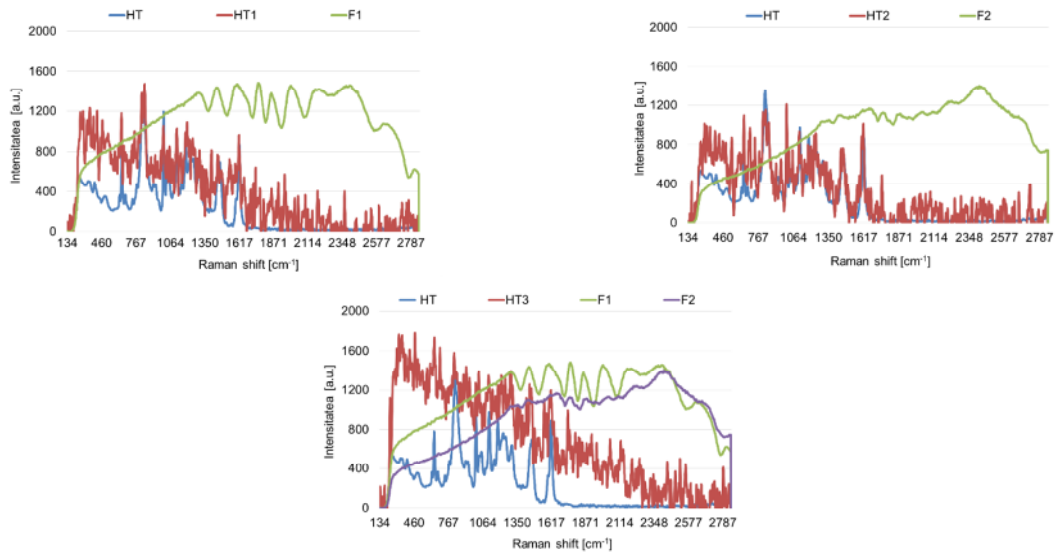 HT HT1 F1
2000
1600
1200
800
400
0
Intensitatea [a.u.]
134 460 767 1064 1350 1617 1871 2114 2348 2577 2787
Raman shift [cm⁻¹]
HT HT2 F2
2000
1600
1200
800
400
0
Intensitatea [a.u.]
134 460 767 1064 1350 1617 1871 2114 2348 2577 2787
Raman shift [cm⁻¹]
HT HT3 F1 F2
2000
1600
1200
800
400
0
Intensitatea [a.u.]
134 460 767 1064 1350 1617 1871 2114 2348 2577 2787
Raman shift [cm⁻¹]